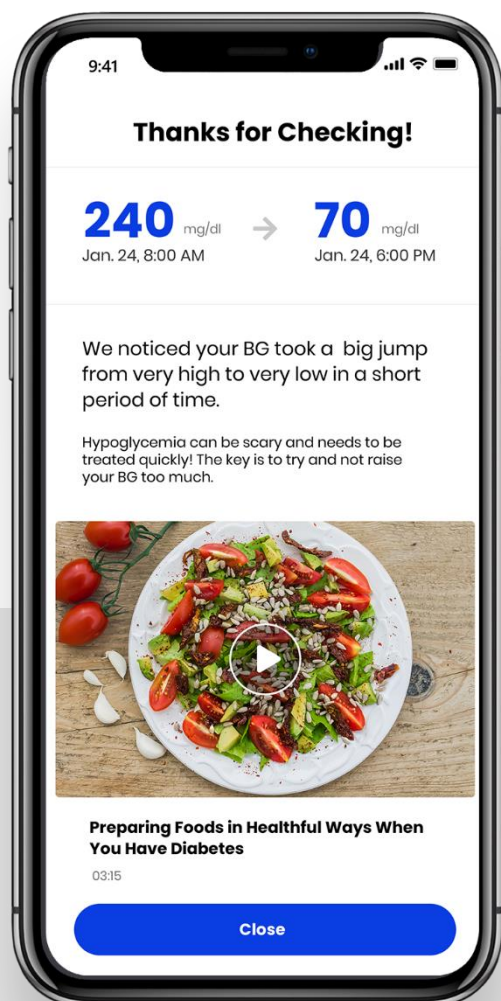 9:41
Thanks for Checking!
240 mg/dl → 70 mg/dl
Jan. 24, 8:00 AM Jan. 24, 6:00 PM
We noticed your BG took a big jump
from very high to very low in a short
period of time.
Hypoglycemia can be scary and needs to be
treated quickly! The key is to try and not raise
your BG too much.
Preparing Foods in Healthful Ways When
You Have Diabetes
03:15
Close